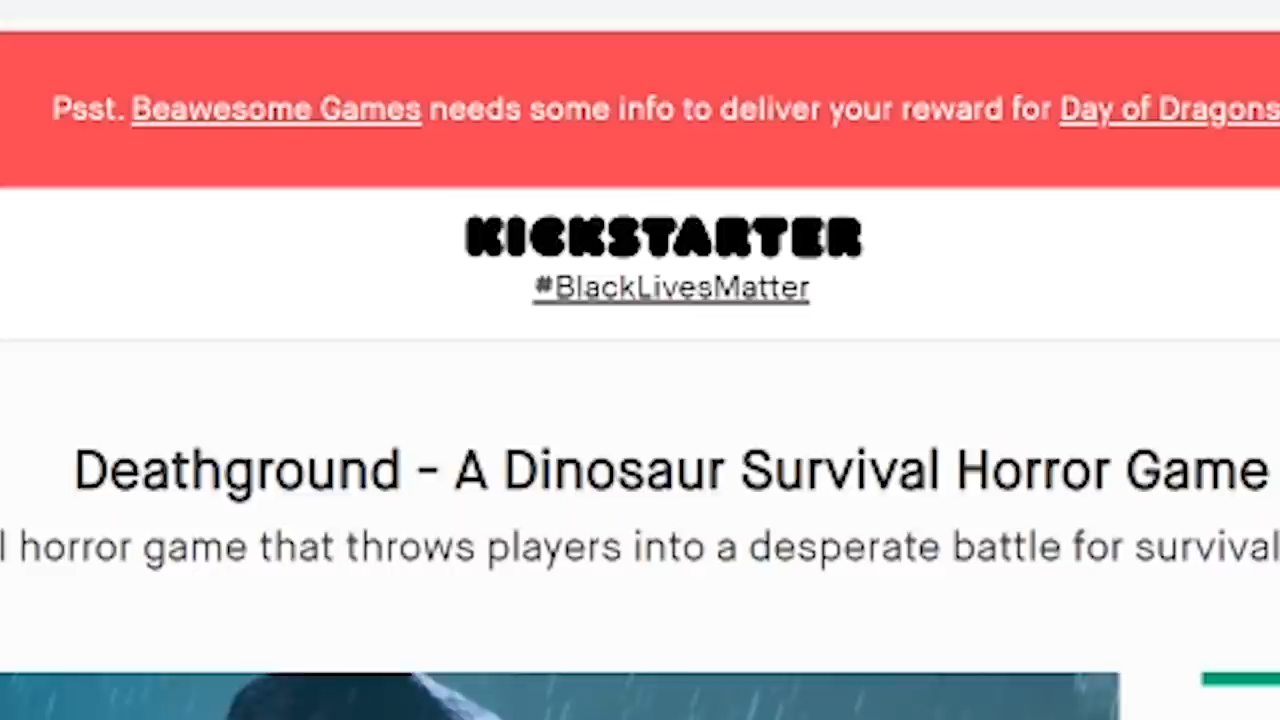 Psst. Beawesome Games needs some info to deliver your reward for Day of Dragons
KICKSTARTER
#BlackLivesMatter
Deathground - A Dinosaur Survival Horror Game
horror game that throws players into a desperate battle for survival